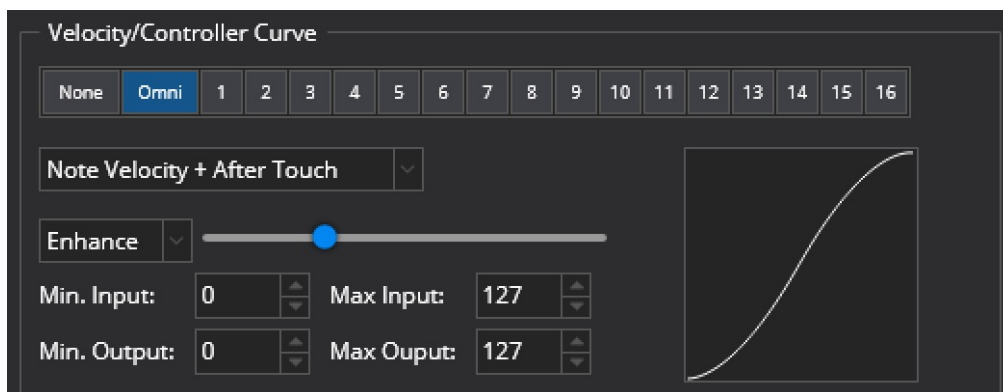 Velocity/Controller Curve
None Omni 1 2 3 4 5 6 7 8 9 10 11 12 13 14 15 16
Note Velocity + After Touch
Enhance
Min. Input: 0 Max Input: 127
Min. Output: 0 Max Ouput: 127